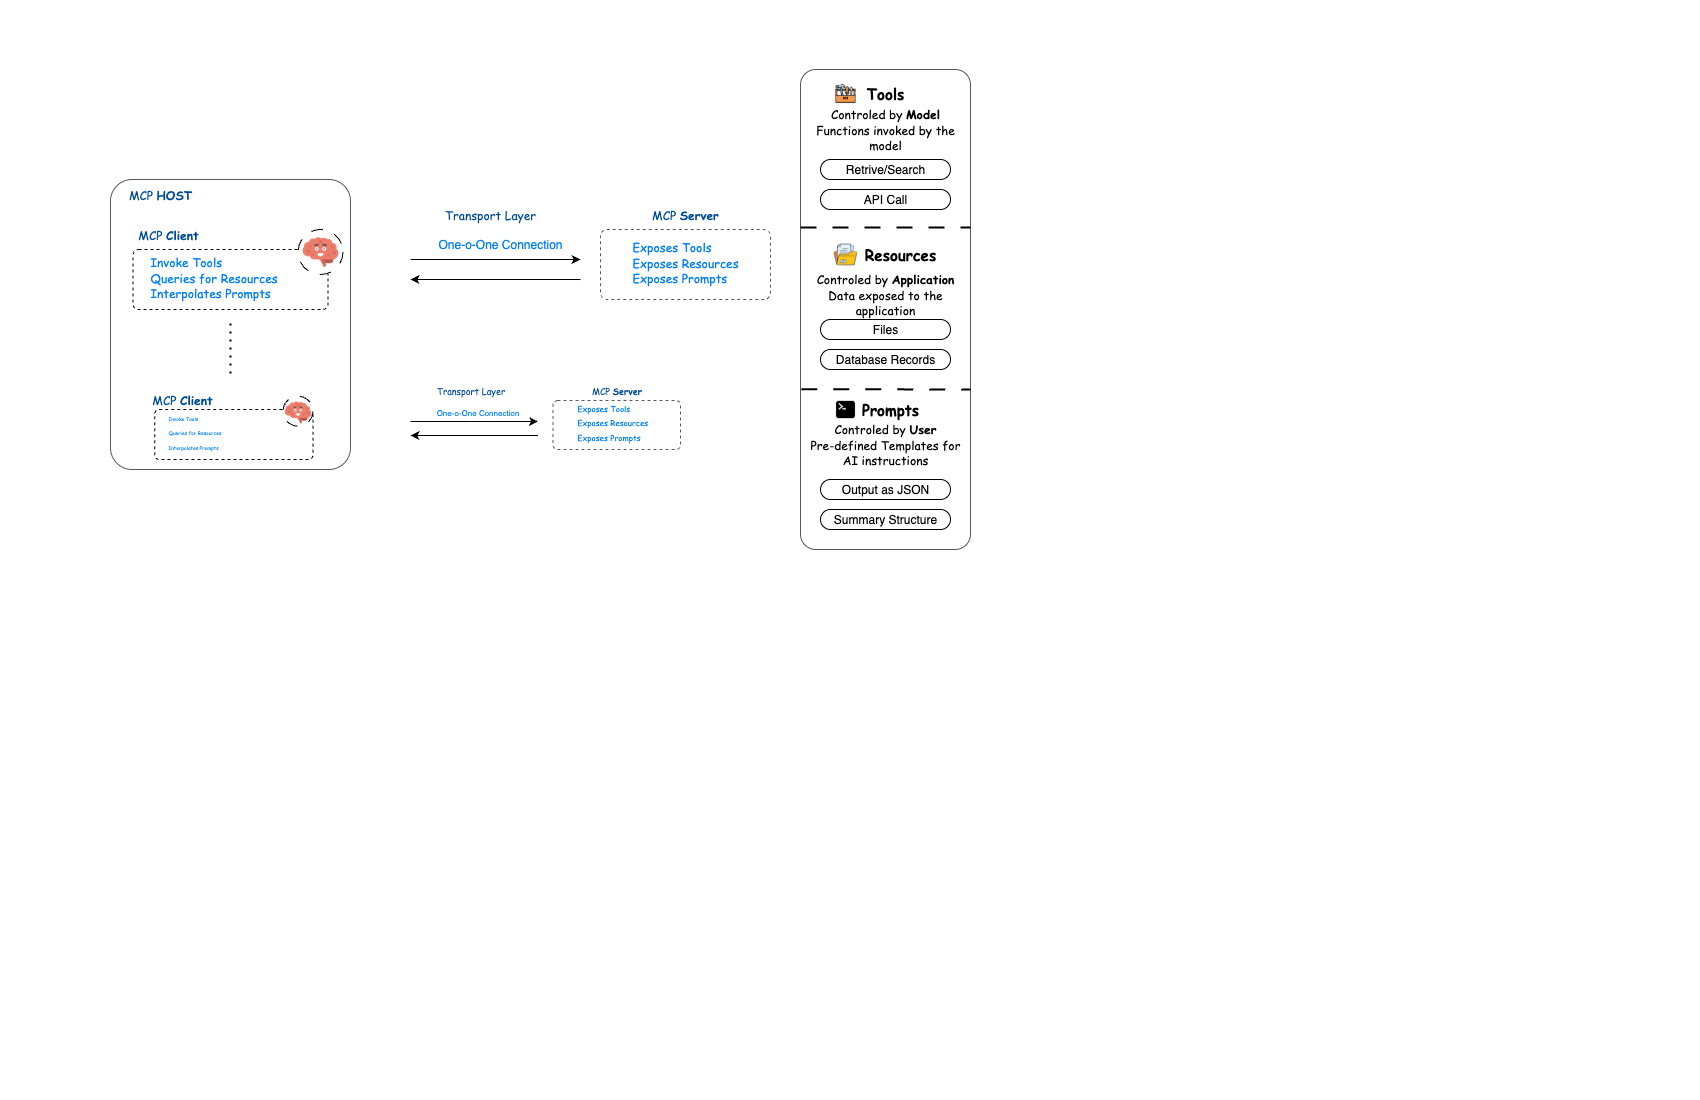 MCP HOST
MCP Client
Invoke Tools
Queries for Resources
Interpolates Prompts
MCP Client
Invoke Tools
Queries for Resources
Interpolates Prompts
Transport Layer
One-o-One Connection
MCP Server
Exposes Tools
Exposes Resources
Exposes Prompts
Transport Layer
One-o-One Connection
MCP Server
Exposes Tools
Exposes Resources
Exposes Prompts
Tools
Controled by Model
Functions invoked by the
model
Retrive/Search
API Call
Resources
Controled by Application
Data exposed to the
application
Files
Database Records
Prompts
Controled by User
Pre-defined Templates for
AI instructions
Output as JSON
Summary Structure